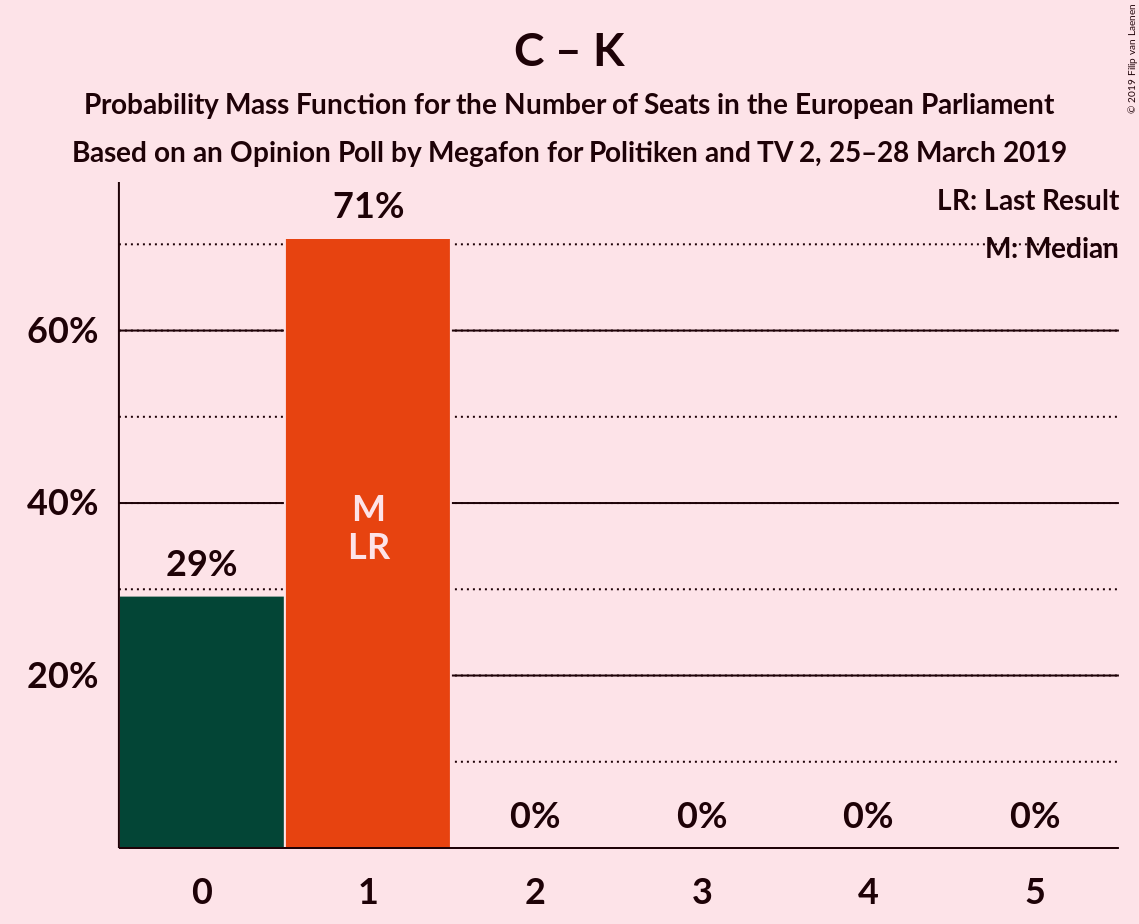 C – K
Probability Mass Function for the Number of Seats in the European Parliament
Based on an Opinion Poll by Megafon for Politiken and TV 2, 25–28 March 2019
© 2019 Filip van Laenen
LR: Last Result
M: Median
71%
60%
40%
M
LR
29%
20%
0%
0%
0%
0%
0
1
2
3
4
5